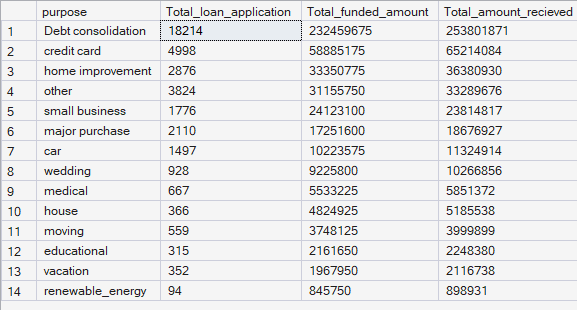 purpose Total_loan_application Total_funded_amount Total_amount_recieved
1 Debt consolidation 18214 232459675 253801871
2 credit card 4998 58885175 65214084
3 home improvement 2876 33350775 36380930
4 other 3824 31155750 33289676
5 small business 1776 24123100 23814817
6 major purchase 2110 17251600 18676927
7 car 1497 10223575 11324914
8 wedding 928 9225800 10266856
9 medical 667 5533225 5851372
10 house 366 4824925 5185538
11 moving 559 3748125 3999899
12 educational 315 2161650 2248380
13 vacation 352 1967950 2116738
14 renewable_energy 94 845750 898931